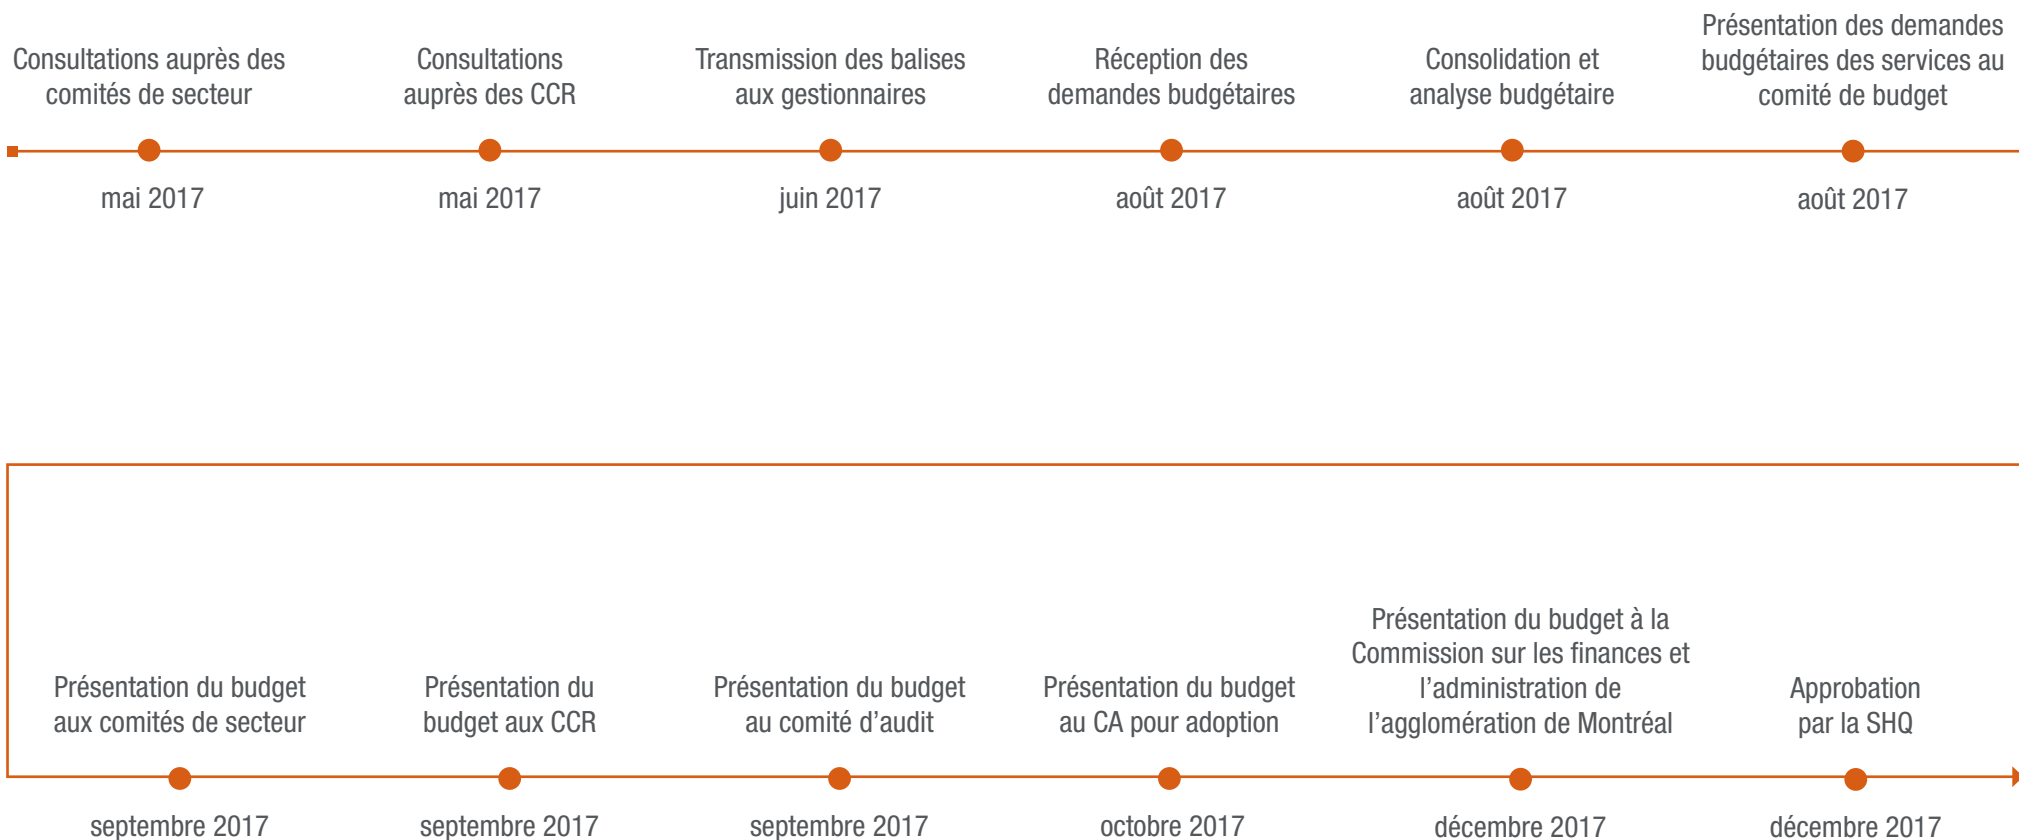 Consultations auprès des
comités de secteur
mai 2017
Consultations
auprès des CCR
mai 2017
Transmission des balises
aux gestionnaires
juin 2017
Réception des
demandes budgétaires
août 2017
Consolidation et
analyse budgétaire
août 2017
Présentation des demandes
budgétaires des services au
comité de budget
août 2017
Présentation du budget
aux comités de secteur
septembre 2017
Présentation du
budget aux CCR
septembre 2017
Présentation du budget
au comité d’audit
septembre 2017
Présentation du budget
au CA pour adoption
octobre 2017
Présentation du budget à la
Commission sur les finances et
l’administration de
l’agglomération de Montréal
décembre 2017
Approbation
par la SHQ
décembre 2017